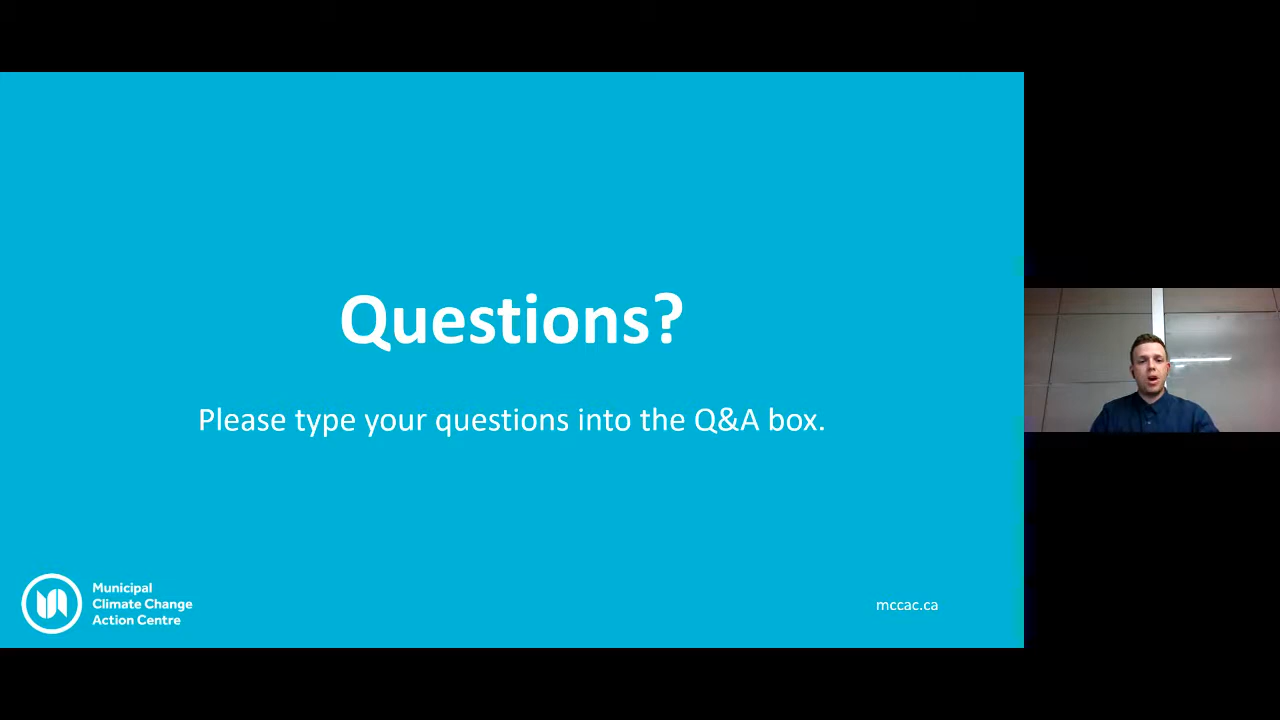 Questions?
Please type your questions into the Q&A box.
Municipal
Climate Change
Action Centre
mccac.ca